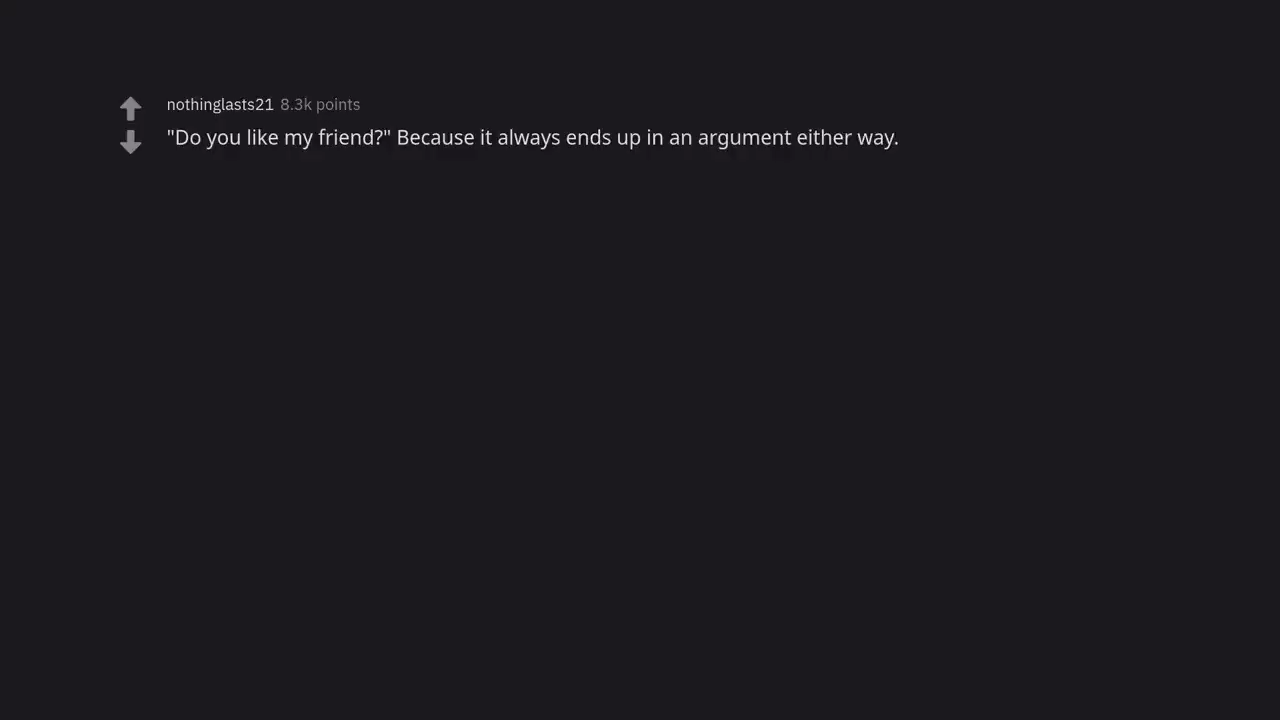 nothinglasts21 8.3k points
"Do you like my friend?" Because it always ends up in an argument either way.